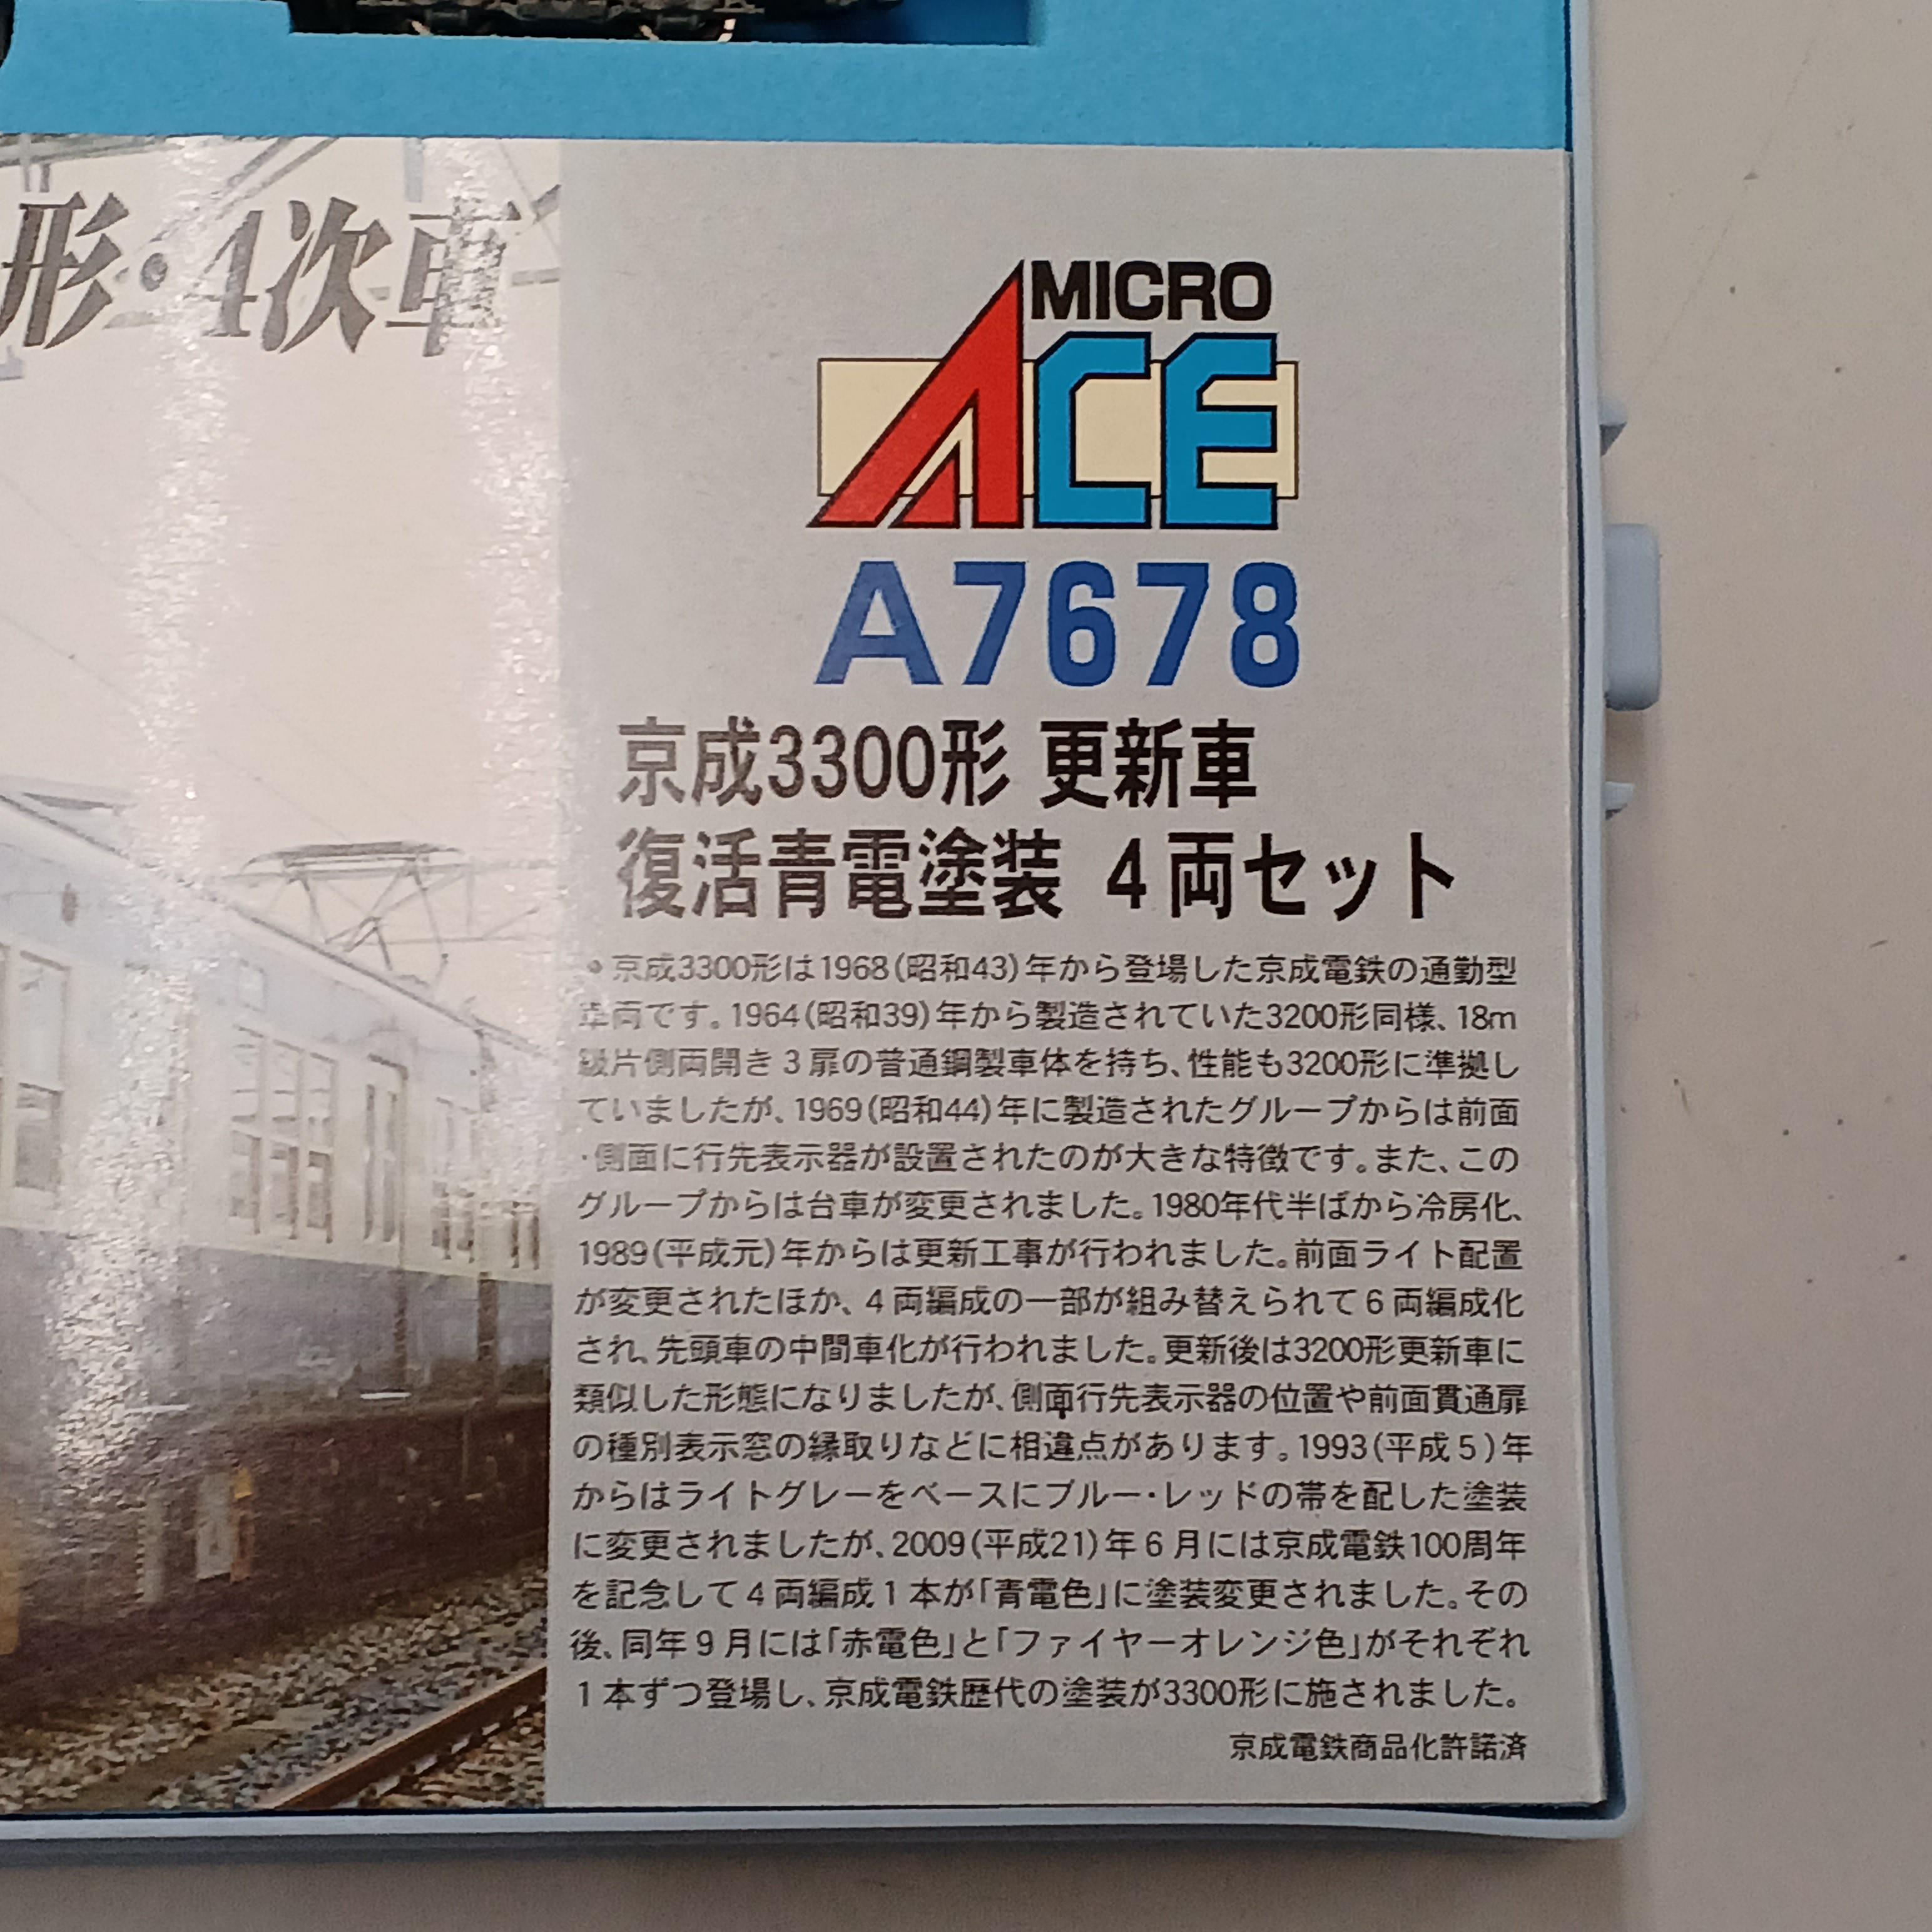 形・4次車
MICRO
ACE
A7678
京成3300形 更新車
復活青電塗装 4両セット
●京成3300形は1968(昭和43)年から登場した京成電鉄の通勤型
車両です。1964(昭和39)年から製造されていた3200形同様、18m
級片側両開き3扉の普通鋼製車体を持ち、性能も3200形に準拠し
ていましたが、1969(昭和44)年に製造されたグループからは前面
・側面に行先表示器が設置されたのが大きな特徴です。また、この
グループからは台車が変更されました。1980年代半ばから冷房化、
1989(平成元)年からは更新工事が行われました。前面ライト配置
が変更されたほか、4両編成の一部が組み替えられて6両編成化
され、先頭車の中間車化が行われました。更新後は3200形更新車に
類似した形態になりましたが、側面行先表示器の位置や前面貫通扉
の種別表示窓の縁取りなどに相違点があります。1993(平成5)年
からはライトグレーをベースにブルー・レッドの帯を配した塗装
に変更されましたが、2009(平成21)年6月には京成電鉄100周年
を記念して4両編成1本が「青電色」に塗装変更されました。その
後、同年9月には「赤電色」と「ファイヤーオレンジ色」がそれぞれ
1本ずつ登場し、京成電鉄歴代の塗装が3300形に施されました。
京成電鉄商品化許諾済